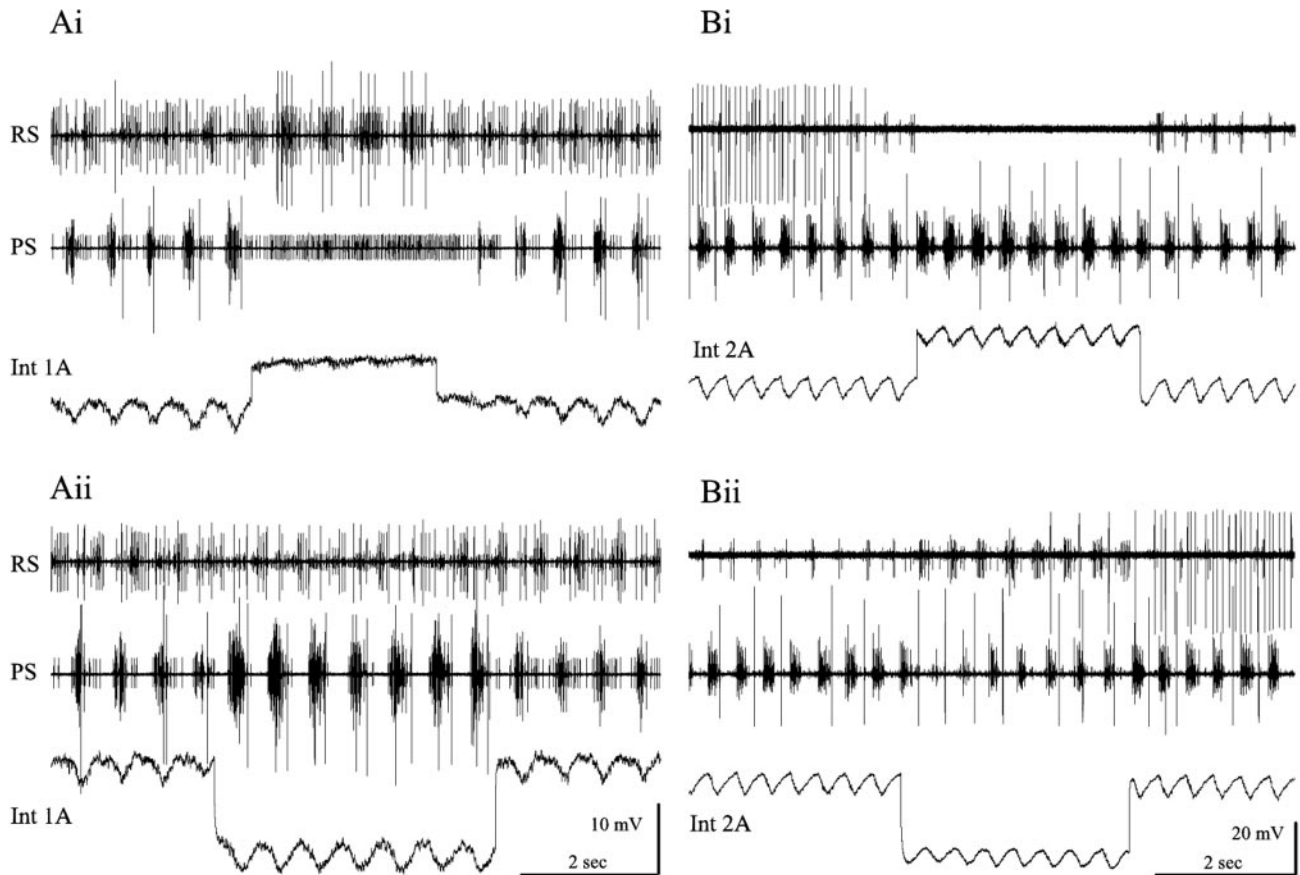 Ai
RS
PS
Int 1A
Bi
Int 2A
Aii
RS
PS
Int 1A
10 mV
2 sec
Bii
Int 2A
20 mV
2 sec